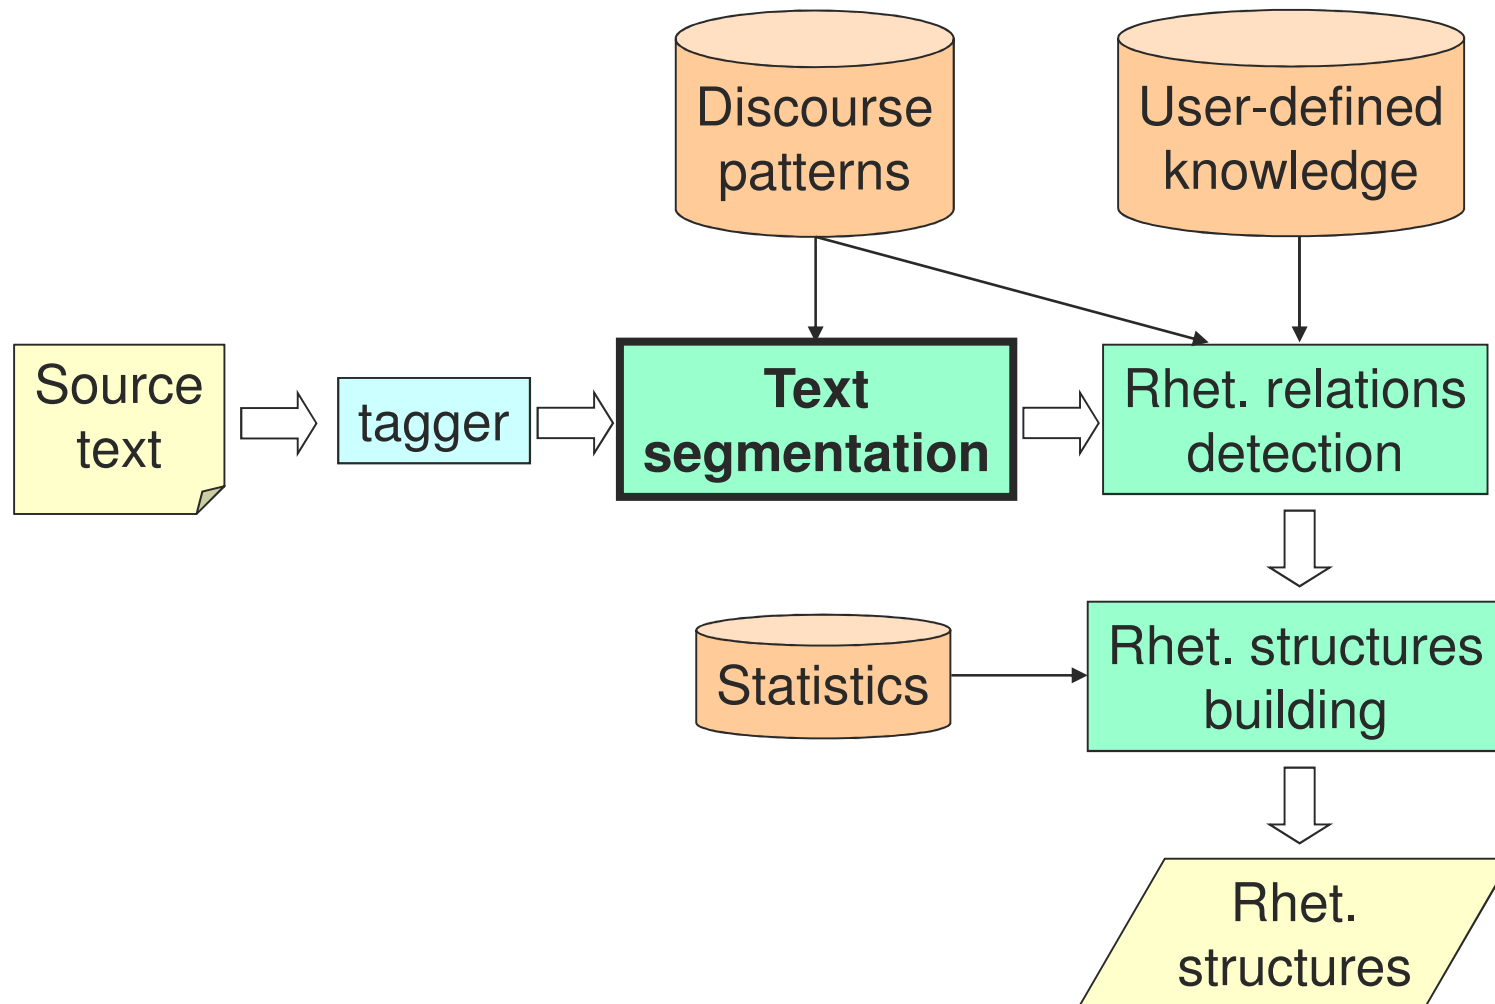 Discourse
patterns
User-defined
knowledge
Source
text
tagger
Text
segmentation
Rhet. relations
detection
Statistics
Rhet. structures
building
Rhet.
structures